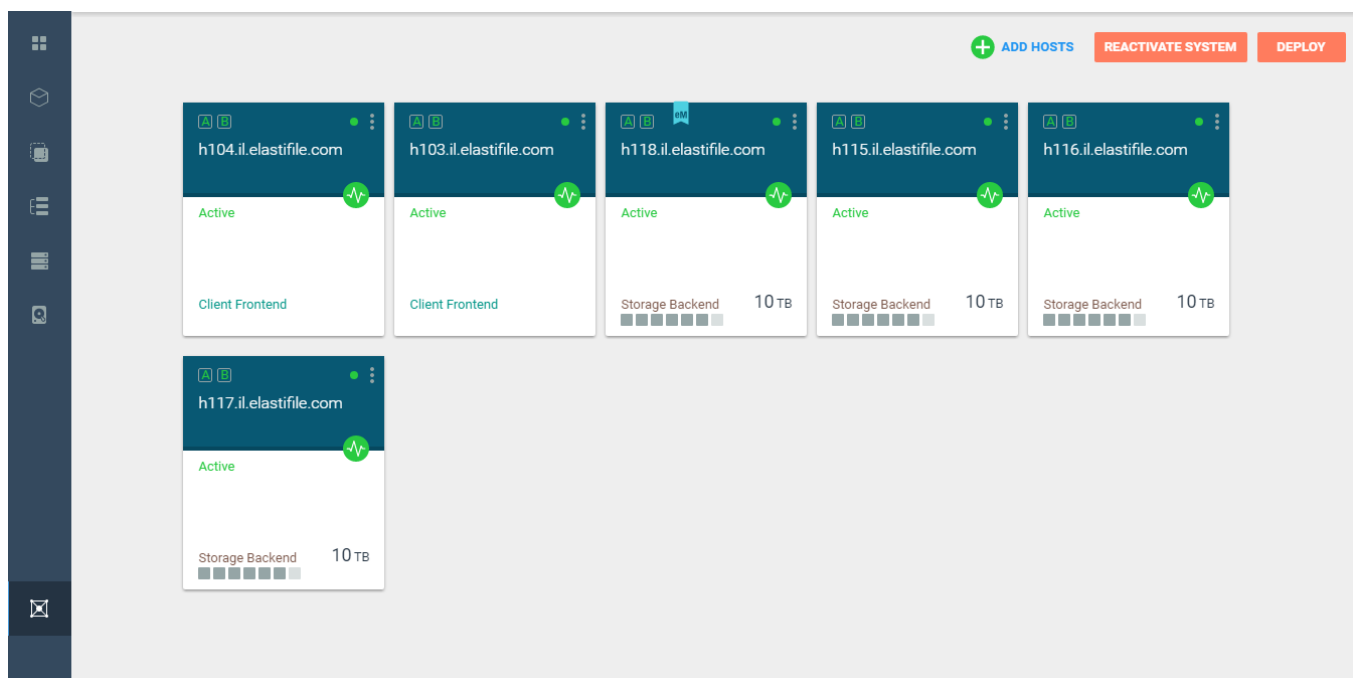 ADD HOSTS REACTIVATE SYSTEM DEPLOY
A B
h104.il.elastifile.com
Active
Client Frontend
A B
h103.il.elastifile.com
Active
Client Frontend
A B eM
h118.il.elastifile.com
Active
Storage Backend 10 TB
A B
h115.il.elastifile.com
Active
Storage Backend 10 TB
A B
h116.il.elastifile.com
Active
Storage Backend 10 TB
A B
h117.il.elastifile.com
Active
Storage Backend 10 TB